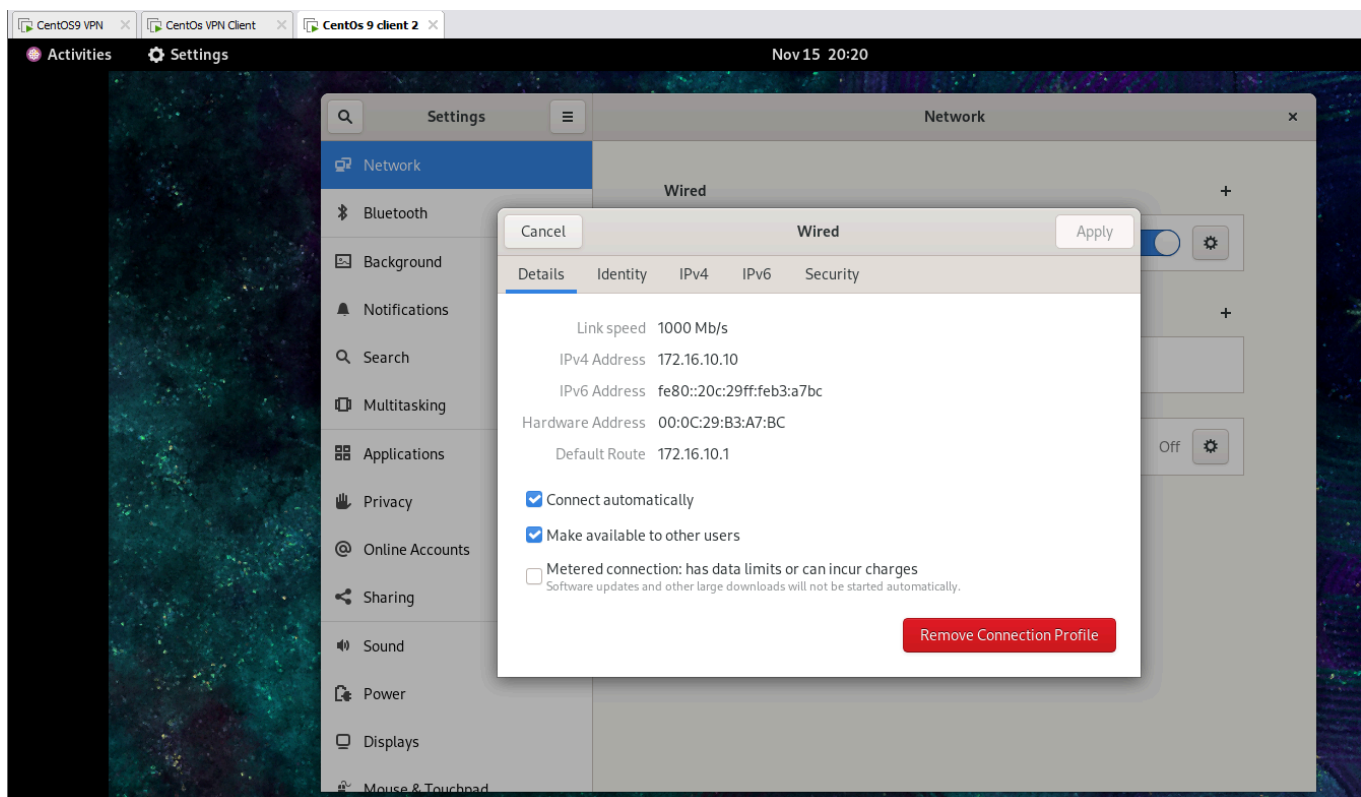 CentOS9 VPN
CentOs VPN Client
CentOs 9 client 2
Activities
Settings
Nov 15 20:20
Settings
Network
Network
Wired
Bluetooth
Cancel
Wired
Apply
Background
Details
Identity
IPv4
IPv6
Security
Notifications
Link speed 1000 Mb/s
Search
IPv4 Address 172.16.10.10
IPv6 Address fe80::20c:29ff:feb3:a7bc
Multitasking
Hardware Address 00:0C:29:B3:A7:BC
Applications
Default Route 172.16.10.1
Off
Privacy
Connect automatically
Make available to other users
Online Accounts
Metered connection: has data limits or can incur charges
Software updates and other large downloads will not be started automatically.
Sharing
Remove Connection Profile
Sound
Power
Displays
Mouse & Touchpad